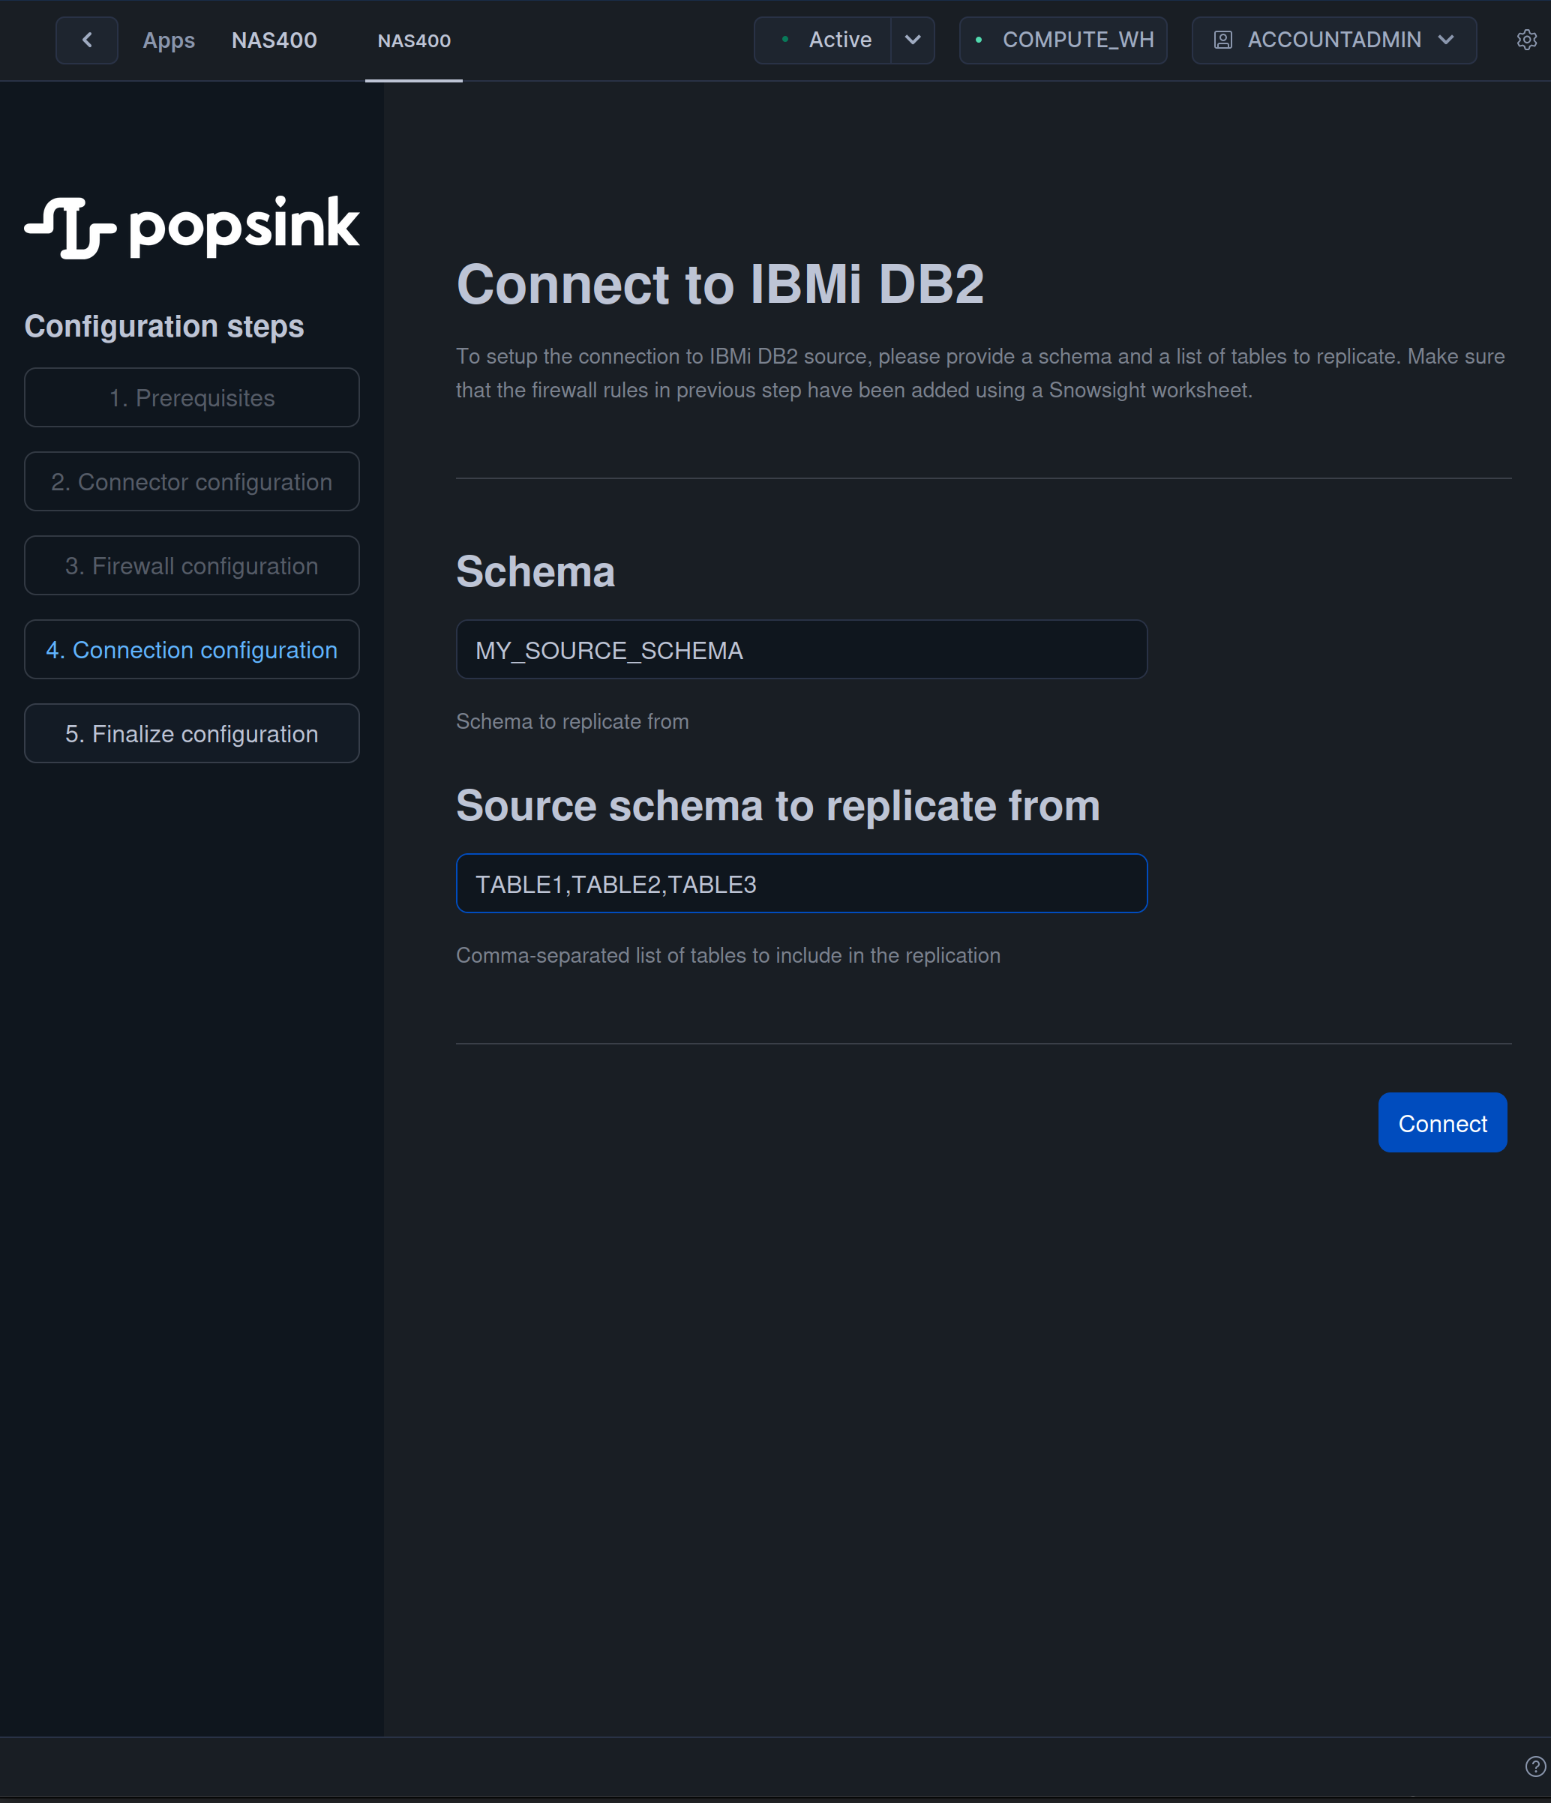 Apps NAS400 NAS400 Active COMPUTE_WH ACCOUNTADMIN
popsink
Configuration steps
1. Prerequisites
2. Connector configuration
3. Firewall configuration
4. Connection configuration
5. Finalize configuration
Connect to IBMi DB2
To setup the connection to IBMi DB2 source, please provide a schema and a list of tables to replicate. Make sure
that the firewall rules in previous step have been added using a Snowsight worksheet.
Schema
MY_SOURCE_SCHEMA
Schema to replicate from
Source schema to replicate from
TABLE1,TABLE2,TABLE3
Comma-separated list of tables to include in the replication
Connect